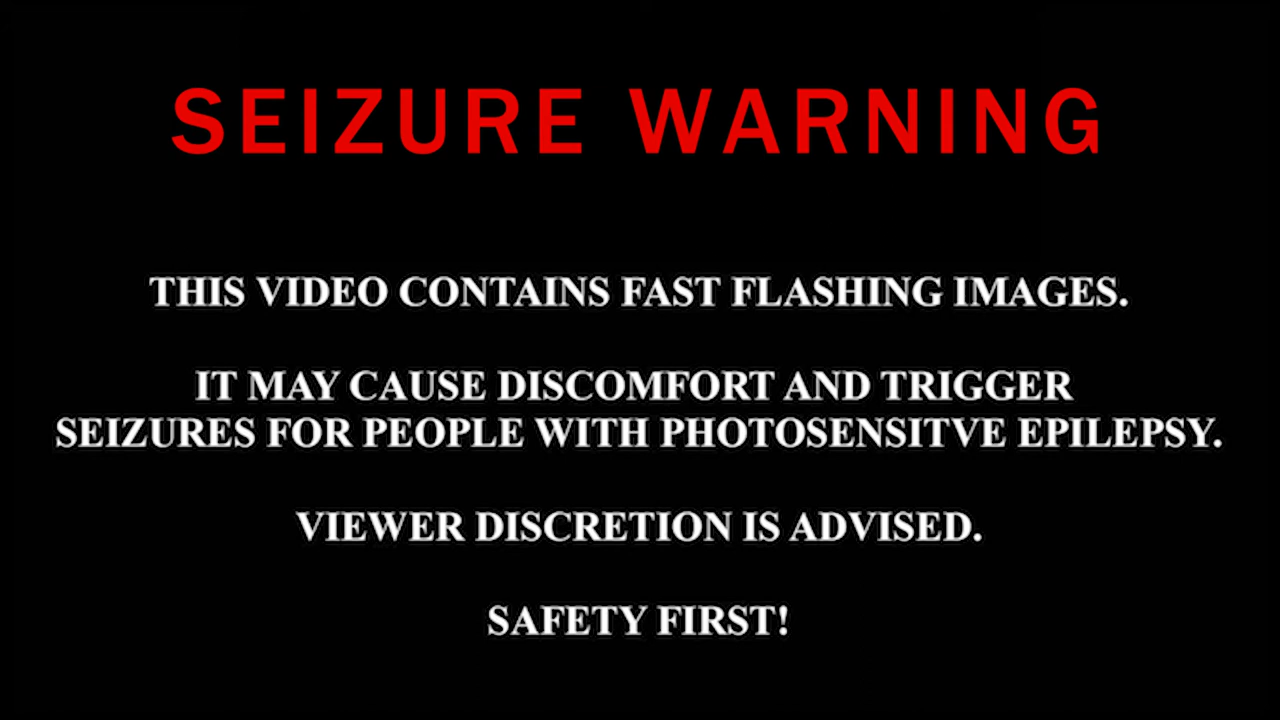 SEIZURE WARNING
THIS VIDEO CONTAINS FAST FLASHING IMAGES.
IT MAY CAUSE DISCOMFORT AND TRIGGER
SEIZURES FOR PEOPLE WITH PHOTOSENSITVE EPILEPSY.
VIEWER DISCRETION IS ADVISED.
SAFETY FIRST!